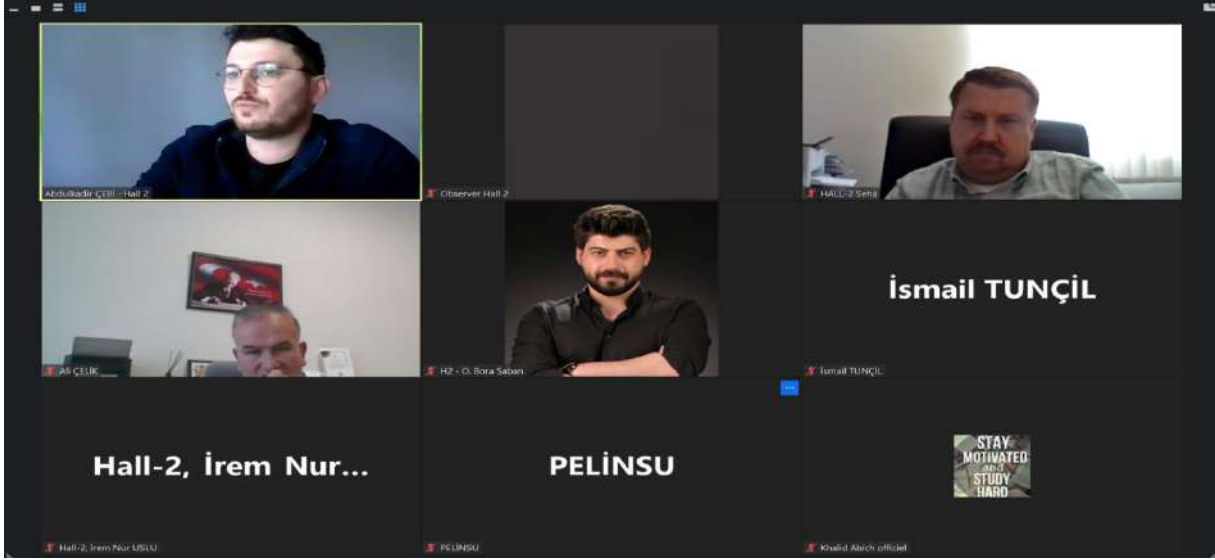 Abdulkadir ÇERİ - Hall 2
Observer Hall 2
HALL-2 Seha
Ali ÇELİK
H2 - O. Bora Saban
İsmail TUNÇİL
İsmail TUNÇİL
Hall-2, İrem Nur...
Hall-2, İrem Nur USLU
PELİNSU
PELİNSU
STAY
MOTIVATED
and
STUDY
HARD
Khalid Abich officiel